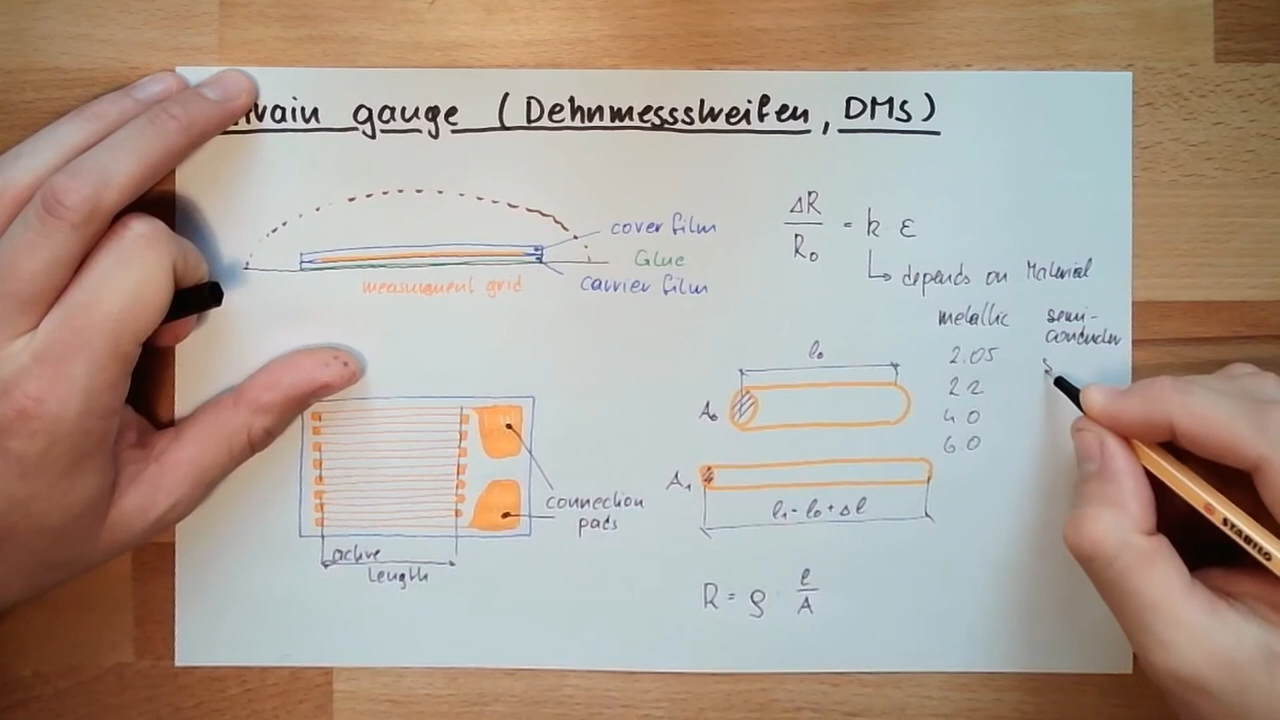 train gauge (Dehnmessstreifen, DMS)
cover film
Glue
measurement grid
carrier film
ΔR
R₀
= k ε
depends on Material
metallic
semi-
conductor
2.05
2.2
4.0
6.0
l₀
A₀
A₁
l₁ = l₀ + Δl
connection
pads
active
length
R = ϱ · l
A
STABILO